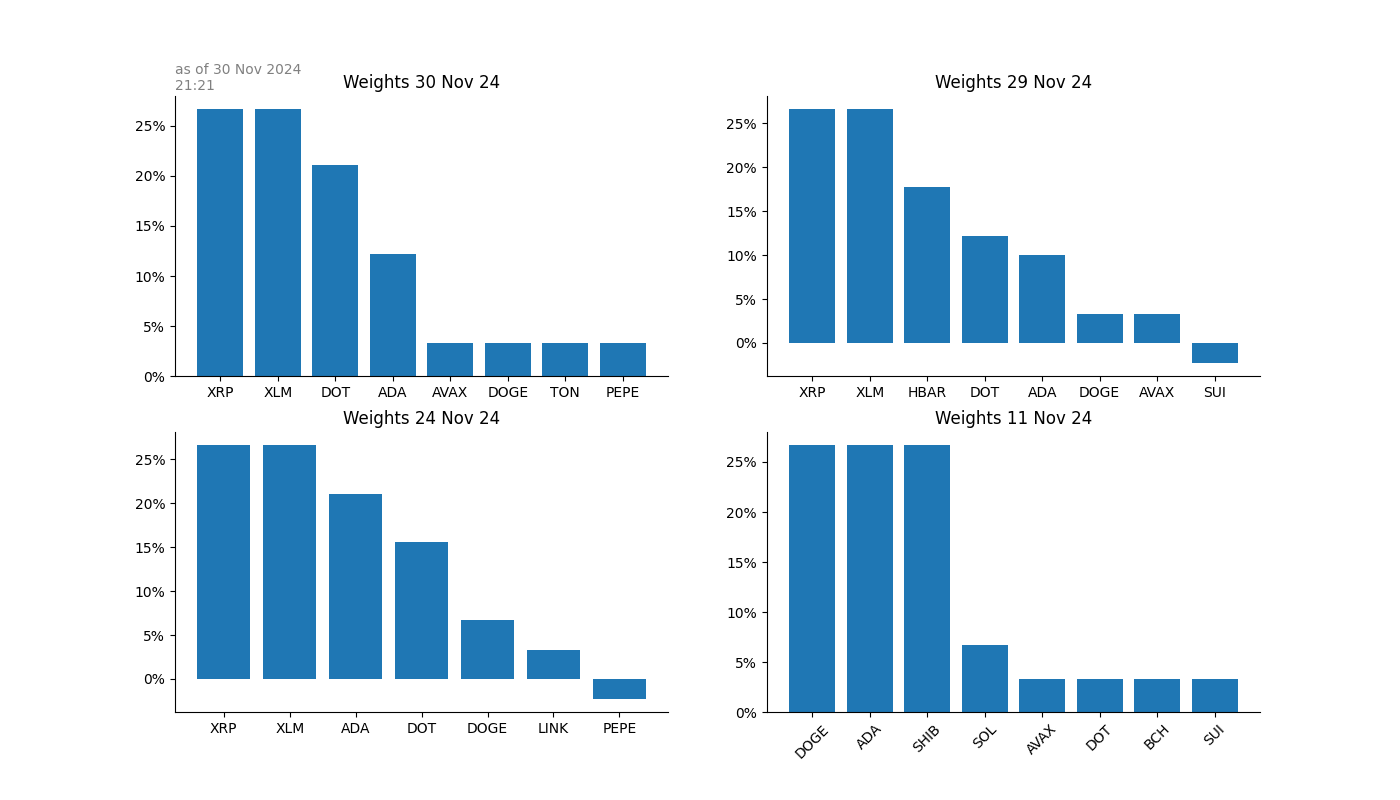 as of 30 Nov 2024
21:21
Weights 30 Nov 24
25%
20%
15%
10%
5%
0%
XRP XLM DOT ADA AVAX DOGE TON PEPE
Weights 29 Nov 24
25%
20%
15%
10%
5%
0%
XRP XLM HBAR DOT ADA DOGE AVAX SUI
Weights 24 Nov 24
25%
20%
15%
10%
5%
0%
XRP XLM ADA DOT DOGE LINK PEPE
Weights 11 Nov 24
25%
20%
15%
10%
5%
0%
DOGE ADA SHIB SOL AVAX DOT BCH SUI